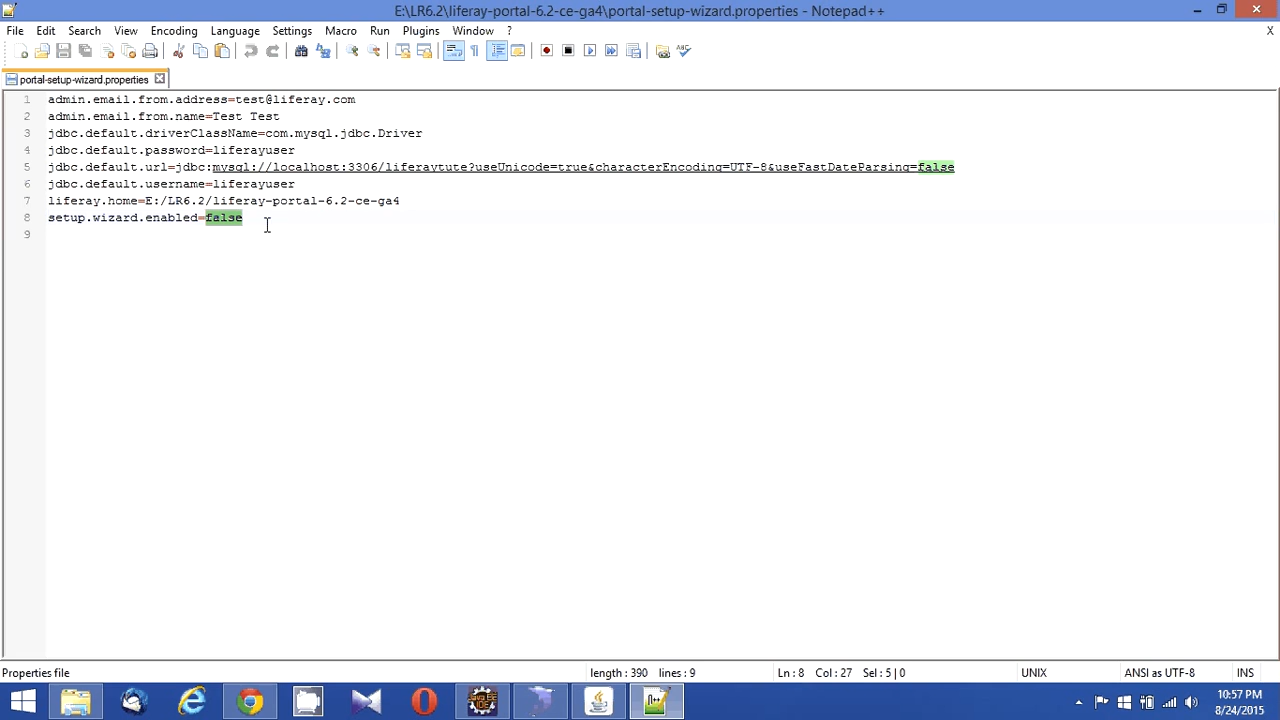 E:\LR6.2\liferay-portal-6.2-ce-ga4\portal-setup-wizard.properties - Notepad++
File Edit Search View Encoding Language Settings Macro Run Plugins Window ? X
portal-setup-wizard.properties
1 admin.email.from.address=test@liferay.com
2 admin.email.from.name=Test Test
3 jdbc.default.driverClassName=com.mysql.jdbc.Driver
4 jdbc.default.password=liferayuser
5 jdbc.default.url=jdbc:mysql://localhost:3306/liferaytute?useUnicode=true&characterEncoding=UTF-8&useFastDateParsing=false
6 jdbc.default.username=liferayuser
7 liferay.home=E:/LR6.2/liferay-portal-6.2-ce-ga4
8 setup.wizard.enabled=false
9
Properties file length : 390 lines : 9 Ln : 8 Col : 27 Sel : 5 | 0 UNIX ANSI as UTF-8 INS
10:57 PM
8/24/2015